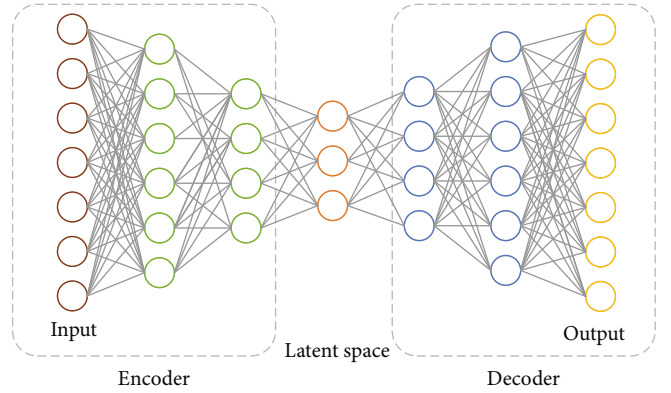 Input
Output
Latent space
Encoder
Decoder